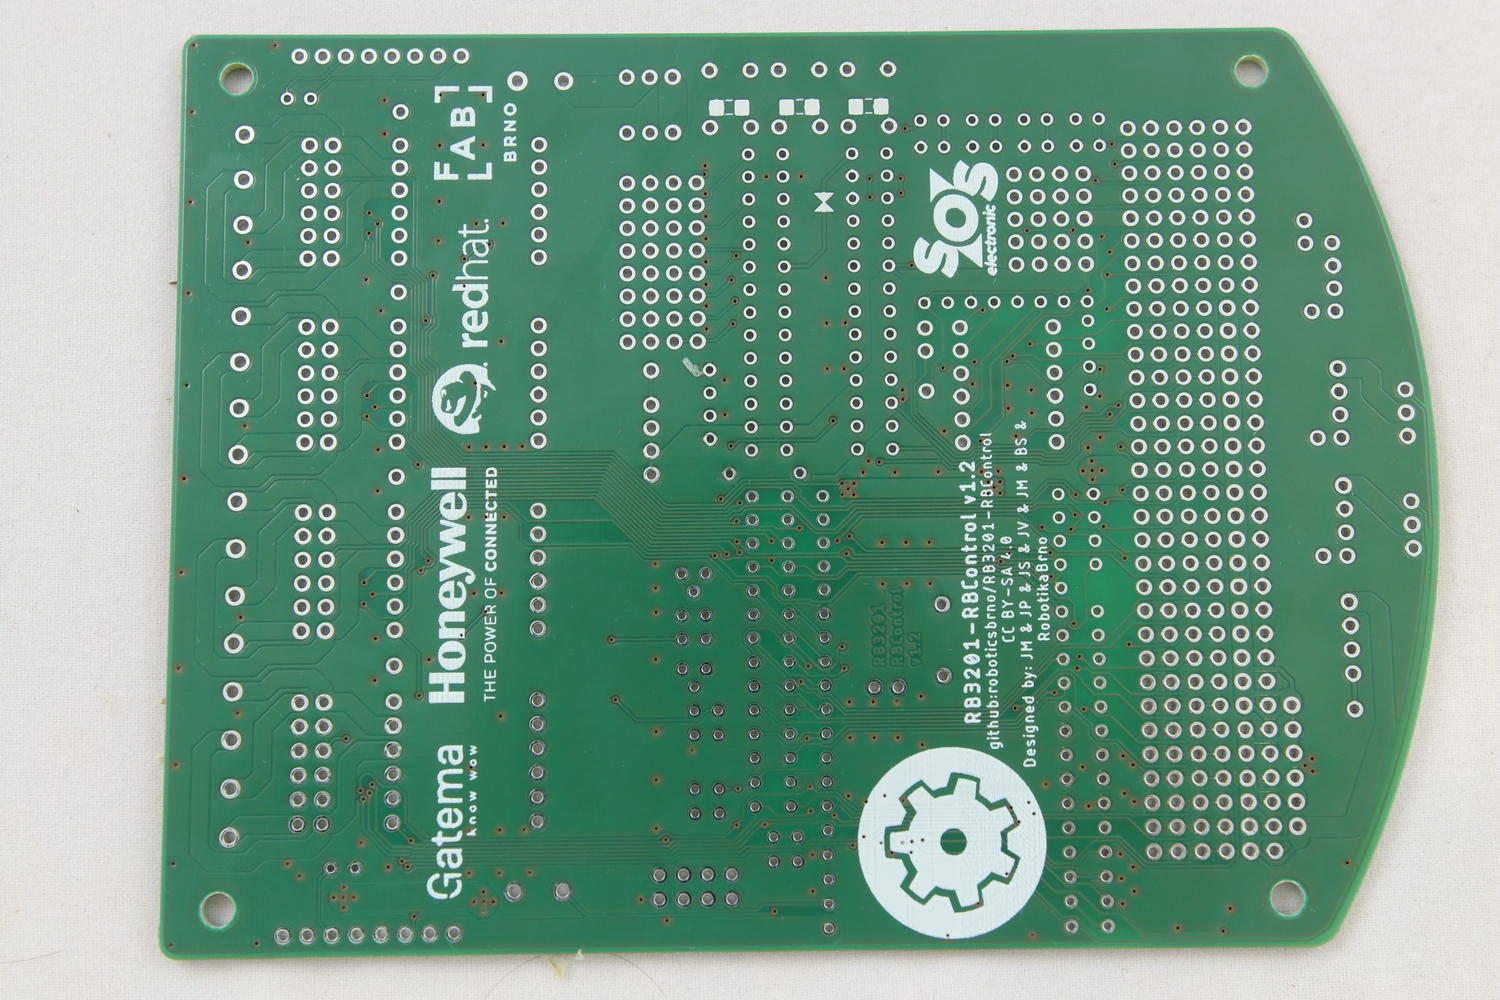 FAB
LAB
BRNO
redhat.
Honeywell
THE POWER OF CONNECTED
Gatema
know wow
SOS
electronic
RB3201-RBControl v1.2
github:roboticsbrno/RB3201-RBControl
CC BY-SA 4.0
Designed by: JM & JP & JS & JV & JM & BS &
RobotikaBrno
RB3201
RBControl
v1.2